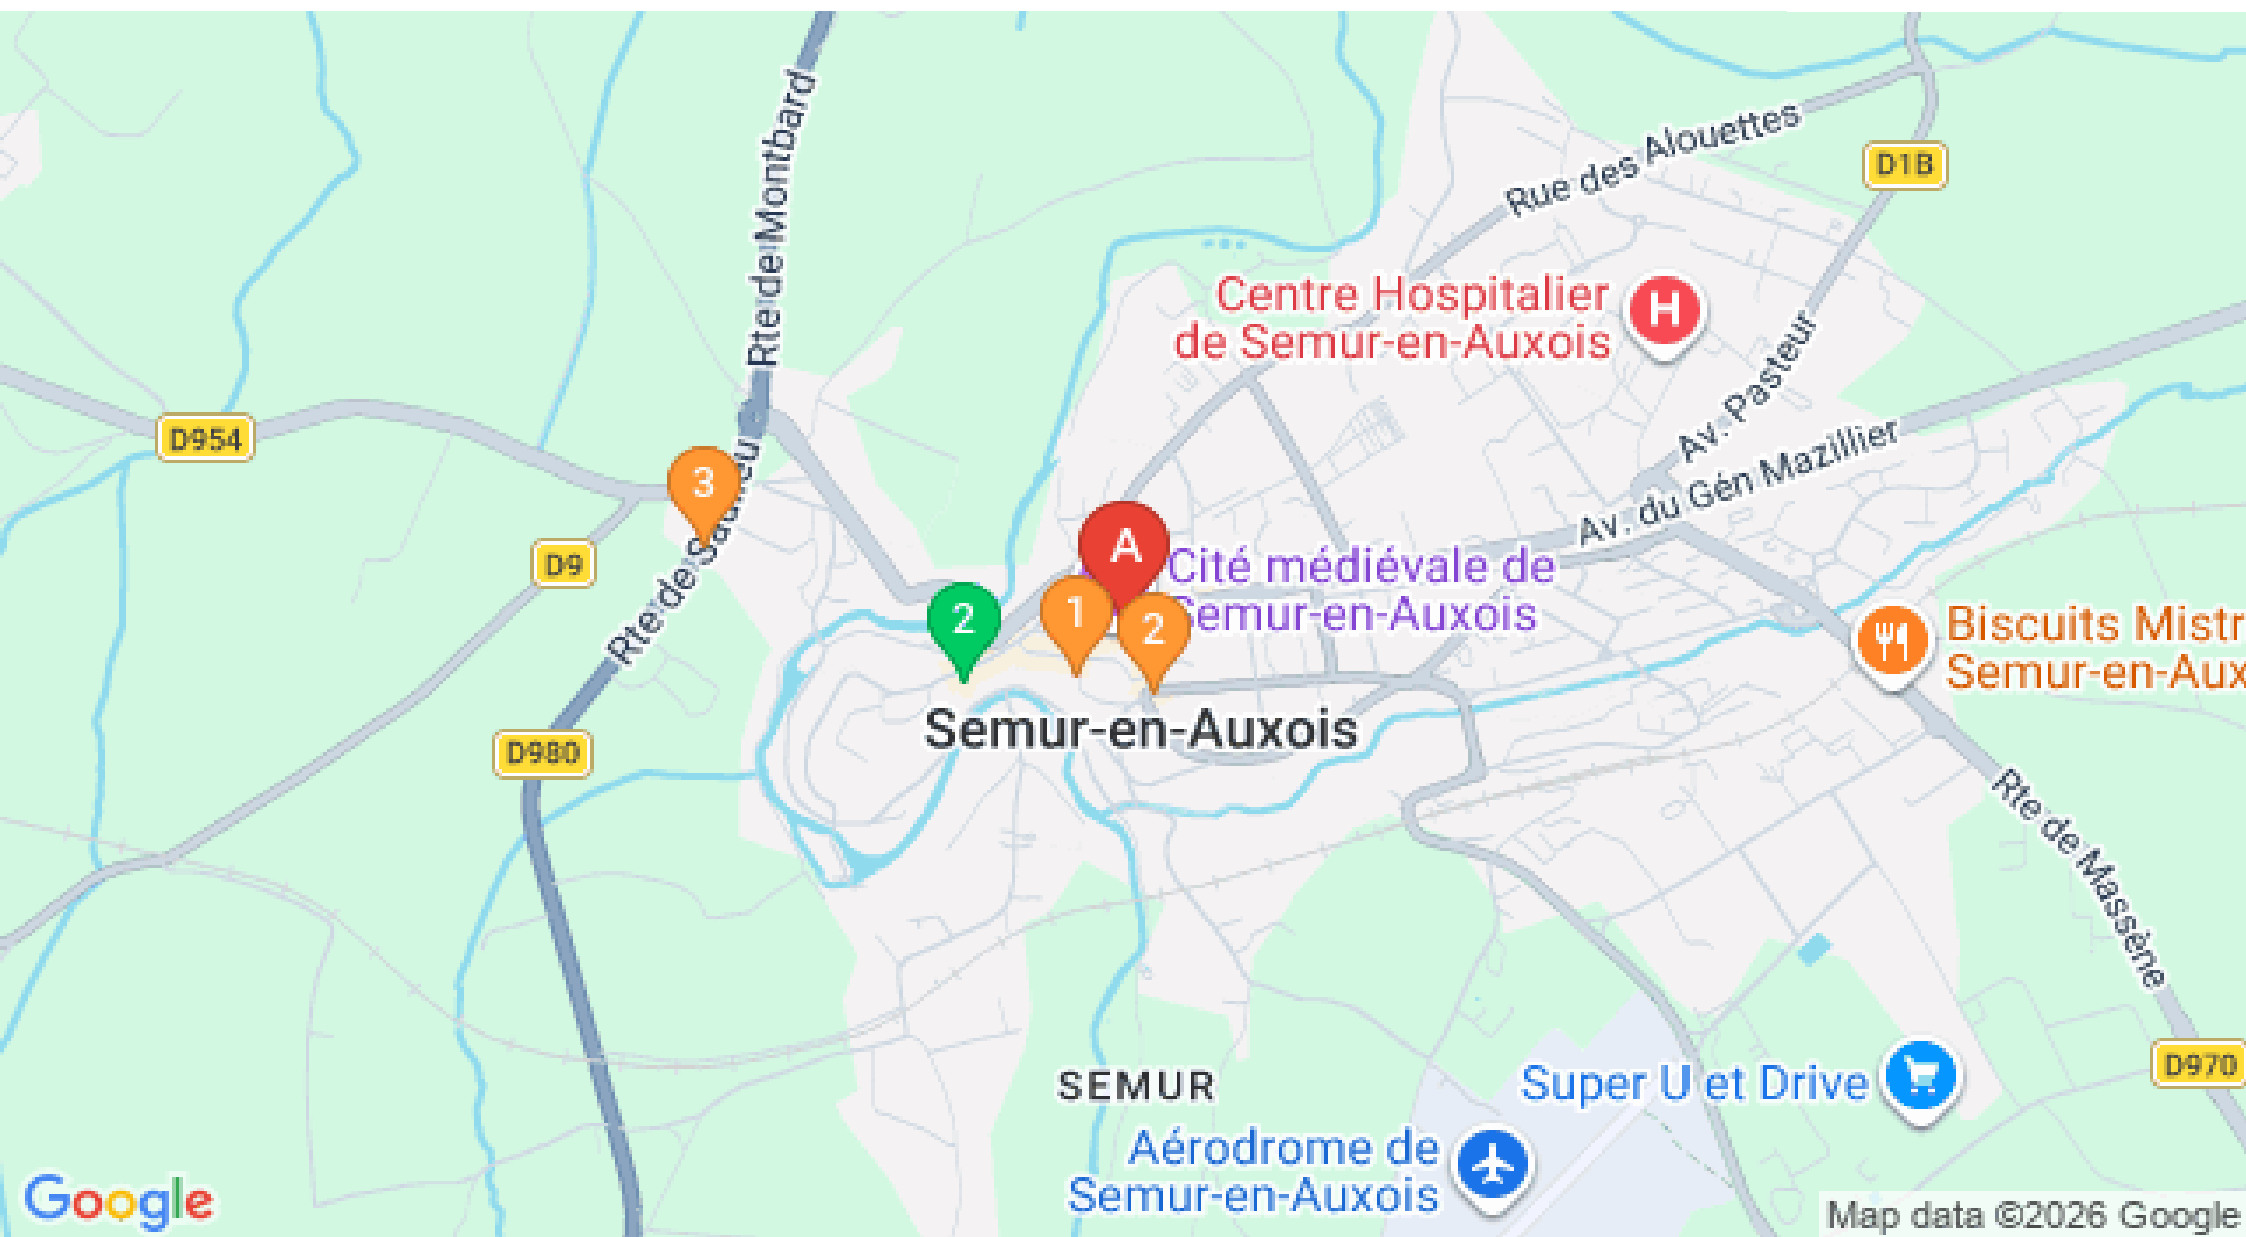 Rte de Montbard
Rue des Alouettes
D1B
Centre Hospitalier
de Semur-en-Auxois
H
Av. Pasteur
D954
Av. du Gén Mazillier
3
Rte de Saulieu
D9
A
Cité médiévale de
Semur-en-Auxois
2
1
2
Biscuits Mistr
Semur-en-Aux
Semur-en-Auxois
D980
Rte de Massène
D970
SEMUR
Super U et Drive
Aérodrome de
Semur-en-Auxois
Google
Map data ©2026 Google